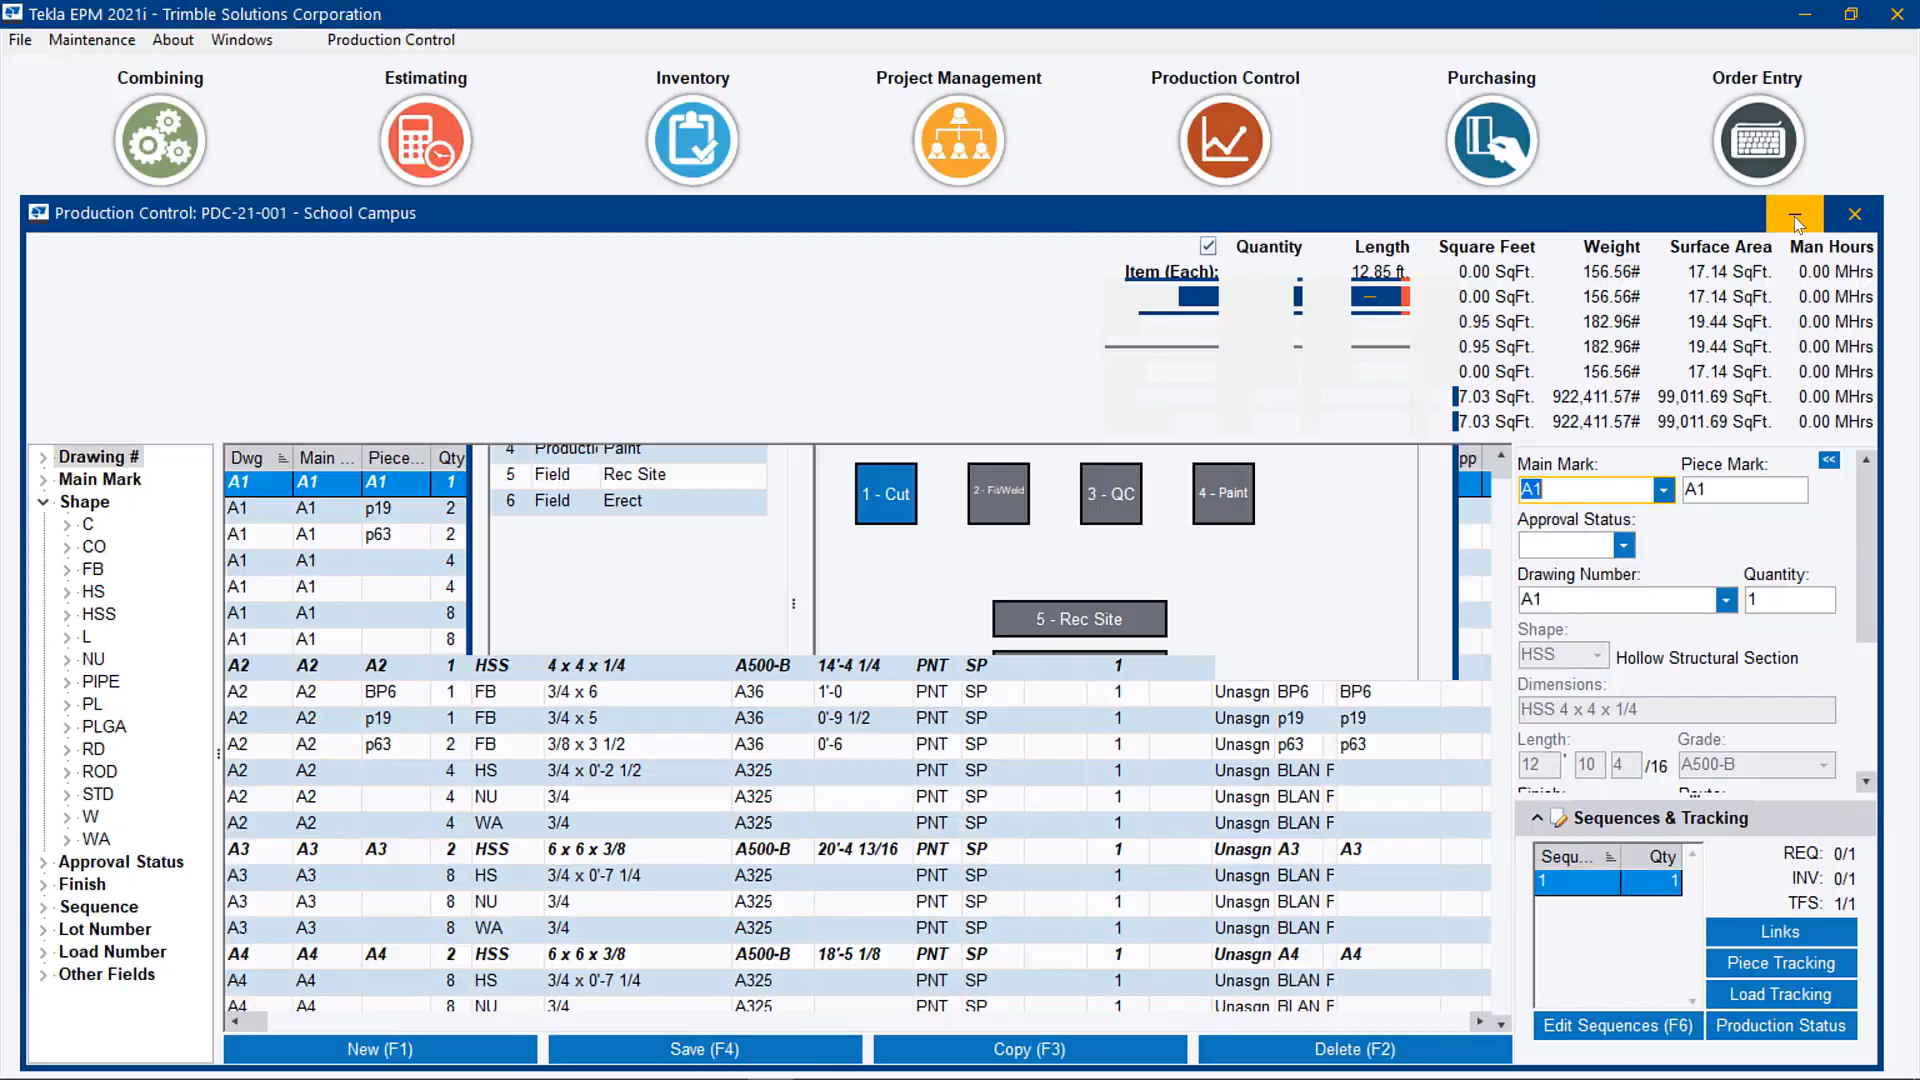 Tekla EPM 2021i - Trimble Solutions Corporation
File Maintenance About Windows Production Control
Combining Estimating Inventory Project Management Production Control Purchasing Order Entry
Production Control: PDC-21-001 - School Campus
Quantity Length Square Feet Weight Surface Area Man Hours
Item (Each): 12.85 ft. 0.00 SqFt. 156.56# 17.14 SqFt. 0.00 MHrs
0.00 SqFt. 156.56# 17.14 SqFt. 0.00 MHrs
0.95 SqFt. 182.96# 19.44 SqFt. 0.00 MHrs
0.95 SqFt. 182.96# 19.44 SqFt. 0.00 MHrs
0.00 SqFt. 156.56# 17.14 SqFt. 0.00 MHrs
7.03 SqFt. 922,411.57# 99,011.69 SqFt. 0.00 MHrs
7.03 SqFt. 922,411.57# 99,011.69 SqFt. 0.00 MHrs
Drawing #
Main Mark
Shape
C
CO
FB
HS
HSS
L
NU
PIPE
PL
PLGA
RD
ROD
STD
W
WA
Approval Status
Finish
Sequence
Lot Number
Load Number
Other Fields
Dwg Main ... Piece... Qty
A1 A1 A1 1
A1 A1 p19 2
A1 A1 p63 2
A1 A1 4
A1 A1 4
A1 A1 8
A1 A1 8
4 Producti Paint
5 Field Rec Site
6 Field Erect
1 - Cut
2 - Fit/Weld
3 - QC
4 - Paint
5 - Rec Site
pp
A2 A2 A2 1 HSS 4 x 4 x 1/4 A500-B 14'-4 1/4 PNT SP 1
A2 A2 BP6 1 FB 3/4 x 6 A36 1'-0 PNT SP 1 Unasgn BP6 BP6
A2 A2 p19 1 FB 3/4 x 5 A36 0'-9 1/2 PNT SP 1 Unasgn p19 p19
A2 A2 p63 2 FB 3/8 x 3 1/2 A36 0'-6 PNT SP 1 Unasgn p63 p63
A2 A2 4 HS 3/4 x 0'-2 1/2 A325 PNT SP 1 Unasgn BLAN F
A2 A2 4 NU 3/4 A325 PNT SP 1 Unasgn BLAN F
A2 A2 4 WA 3/4 A325 PNT SP 1 Unasgn BLAN F
A3 A3 A3 2 HSS 6 x 6 x 3/8 A500-B 20'-4 13/16 PNT SP 1 Unasgn A3 A3
A3 A3 8 HS 3/4 x 0'-7 1/4 A325 PNT SP 1 Unasgn BLAN F
A3 A3 8 NU 3/4 A325 PNT SP 1 Unasgn BLAN F
A3 A3 8 WA 3/4 A325 PNT SP 1 Unasgn BLAN F
A4 A4 A4 2 HSS 6 x 6 x 3/8 A500-B 18'-5 1/8 PNT SP 1 Unasgn A4 A4
A4 A4 8 HS 3/4 x 0'-7 1/4 A325 PNT SP 1 Unasgn BLAN F
A4 A4 8 NU 3/4 A325 PNT SP 1 Unasgn BLAN F
New (F1) Save (F4) Copy (F3) Delete (F2)
Main Mark: Piece Mark: <<
A1 A1
Approval Status:
Drawing Number: Quantity:
A1 1
Shape:
HSS Hollow Structural Section
Dimensions:
HSS 4 x 4 x 1/4
Length: Grade:
12 ' 10 4 /16 A500-B
Sequences & Tracking
Sequ... Qty
1 1
REQ: 0/1
INV: 0/1
TFS: 1/1
Links
Piece Tracking
Load Tracking
Edit Sequences (F6) Production Status